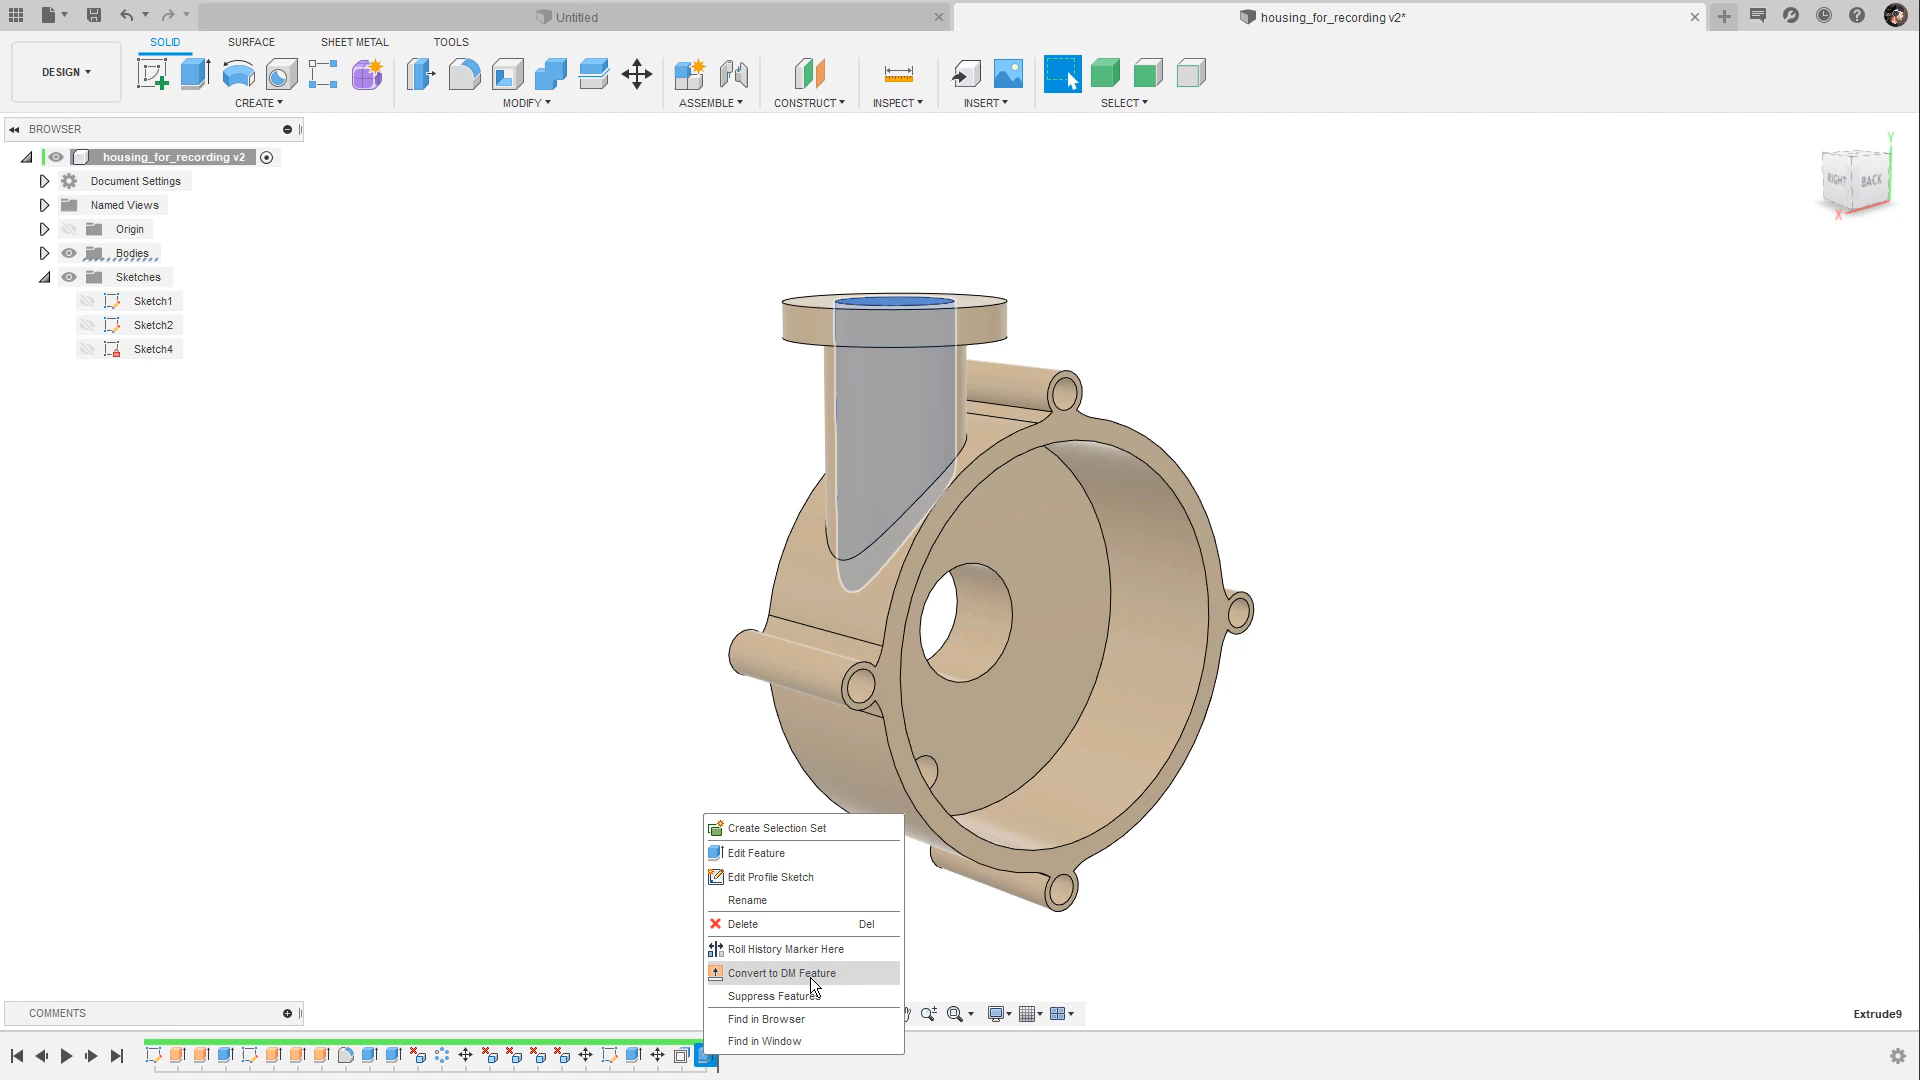 Untitled
housing_for_recording v2*
DESIGN
SOLID
SURFACE
SHEET METAL
TOOLS
CREATE
MODIFY
ASSEMBLE
CONSTRUCT
INSPECT
INSERT
SELECT
BROWSER
housing_for_recording v2
Document Settings
Named Views
Origin
Bodies
Sketches
Sketch1
Sketch2
Sketch4
Y
RIGHT
BACK
X
Create Selection Set
Edit Feature
Edit Profile Sketch
Rename
Delete Del
Roll History Marker Here
Convert to DM Feature
Suppress Features
Find in Browser
Find in Window
COMMENTS
Extrude9